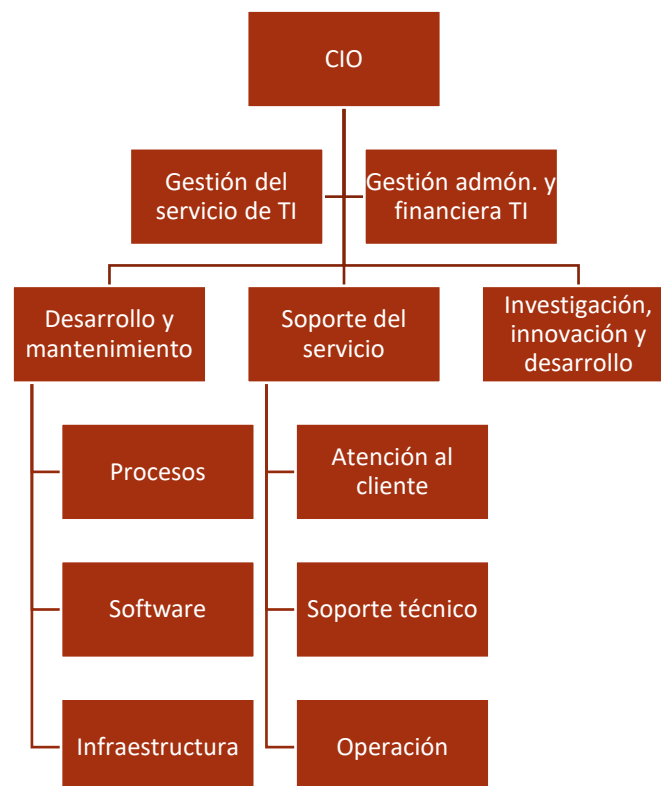 CIO
Gestión del
servicio de TI
Gestión admón. y
financiera TI
Desarrollo y
mantenimiento
Soporte del
servicio
Investigación,
innovación y
desarrollo
Procesos
Software
Infraestructura
Atención al
cliente
Soporte técnico
Operación